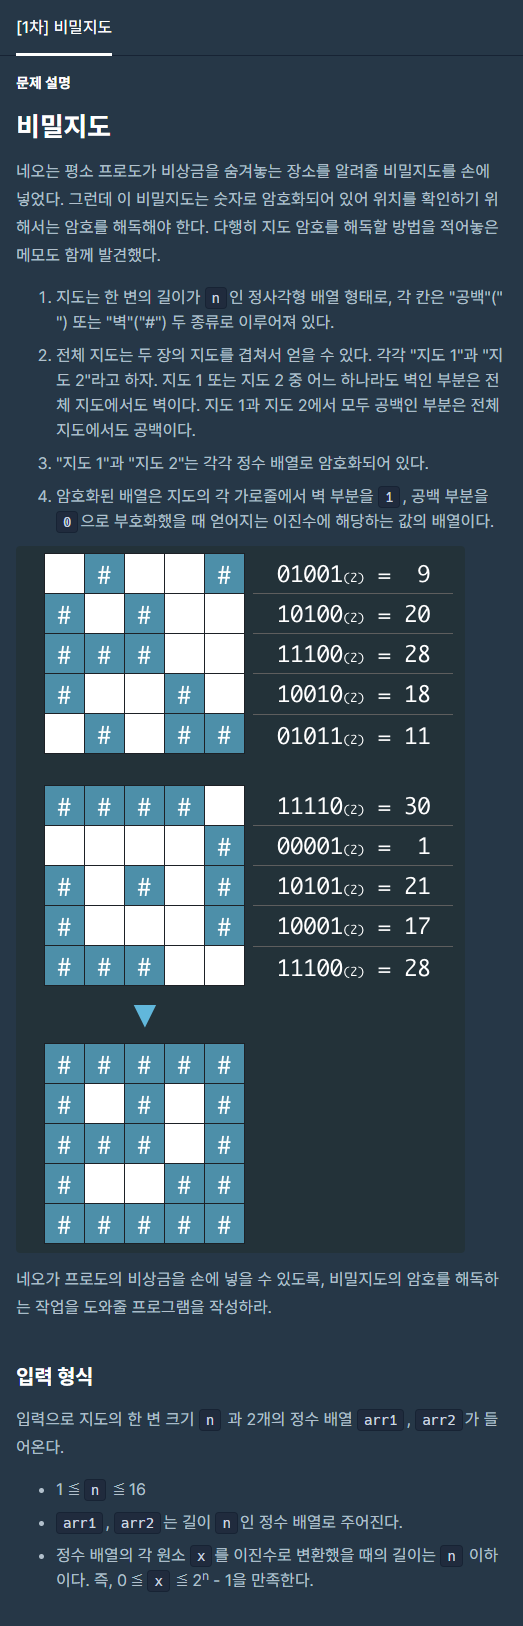 [1차] 비밀지도
문제 설명
비밀지도
네오는 평소 프로도가 비상금을 숨겨놓는 장소를 알려줄 비밀지도를 손에
넣었다. 그런데 이 비밀지도는 숫자로 암호화되어 있어 위치를 확인하기 위
해서는 암호를 해독해야 한다. 다행히 지도 암호를 해독할 방법을 적어놓은
메모도 함께 발견했다.
1. 지도는 한 변의 길이가 n 인 정사각형 배열 형태로, 각 칸은 "공백"("
") 또는 "벽"("#") 두 종류로 이루어져 있다.
2. 전체 지도는 두 장의 지도를 겹쳐서 얻을 수 있다. 각각 "지도 1"과 "지
도 2"라고 하자. 지도 1 또는 지도 2 중 어느 하나라도 벽인 부분은 전
체 지도에서도 벽이다. 지도 1과 지도 2에서 모두 공백인 부분은 전체
지도에서도 공백이다.
3. "지도 1"과 "지도 2"는 각각 정수 배열로 암호화되어 있다.
4. 암호화된 배열은 지도의 각 가로줄에서 벽 부분을 1 , 공백 부분을
0 으로 부호화했을 때 얻어지는 이진수에 해당하는 값의 배열이다.
# # 01001(2) = 9
# # 10100(2) = 20
# # # 11100(2) = 28
# # 10010(2) = 18
# # # 01011(2) = 11
# # # # 11110(2) = 30
# 00001(2) = 1
# # # 10101(2) = 21
# # 10001(2) = 17
# # # 11100(2) = 28
# # # # #
# # #
# # # #
# # #
# # # # #
네오가 프로도의 비상금을 손에 넣을 수 있도록, 비밀지도의 암호를 해독하
는 작업을 도와줄 프로그램을 작성하라.
입력 형식
입력으로 지도의 한 변 크기 n 과 2개의 정수 배열 arr1 , arr2 가 들
어온다.
• 1 ≦ n ≦ 16
• arr1 , arr2 는 길이 n 인 정수 배열로 주어진다.
• 정수 배열의 각 원소 x 를 이진수로 변환했을 때의 길이는 n 이하
이다. 즉, 0 ≦ x ≦ 2ⁿ - 1을 만족한다.